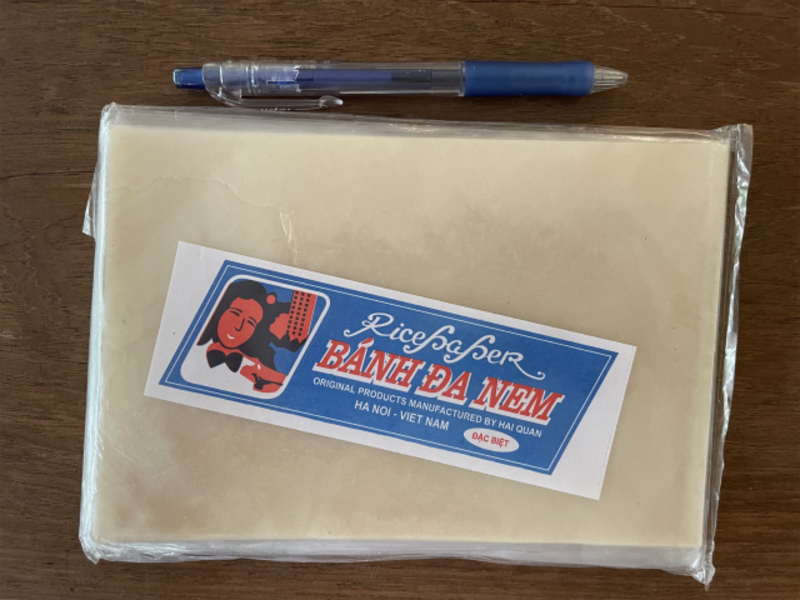 RicePaPeR
BÁNH ĐA NEM
ORIGINAL PRODUCTS MANUFACTURED BY HAI QUAN
HA NOI - VIET NAM
ĐẶC BIỆT